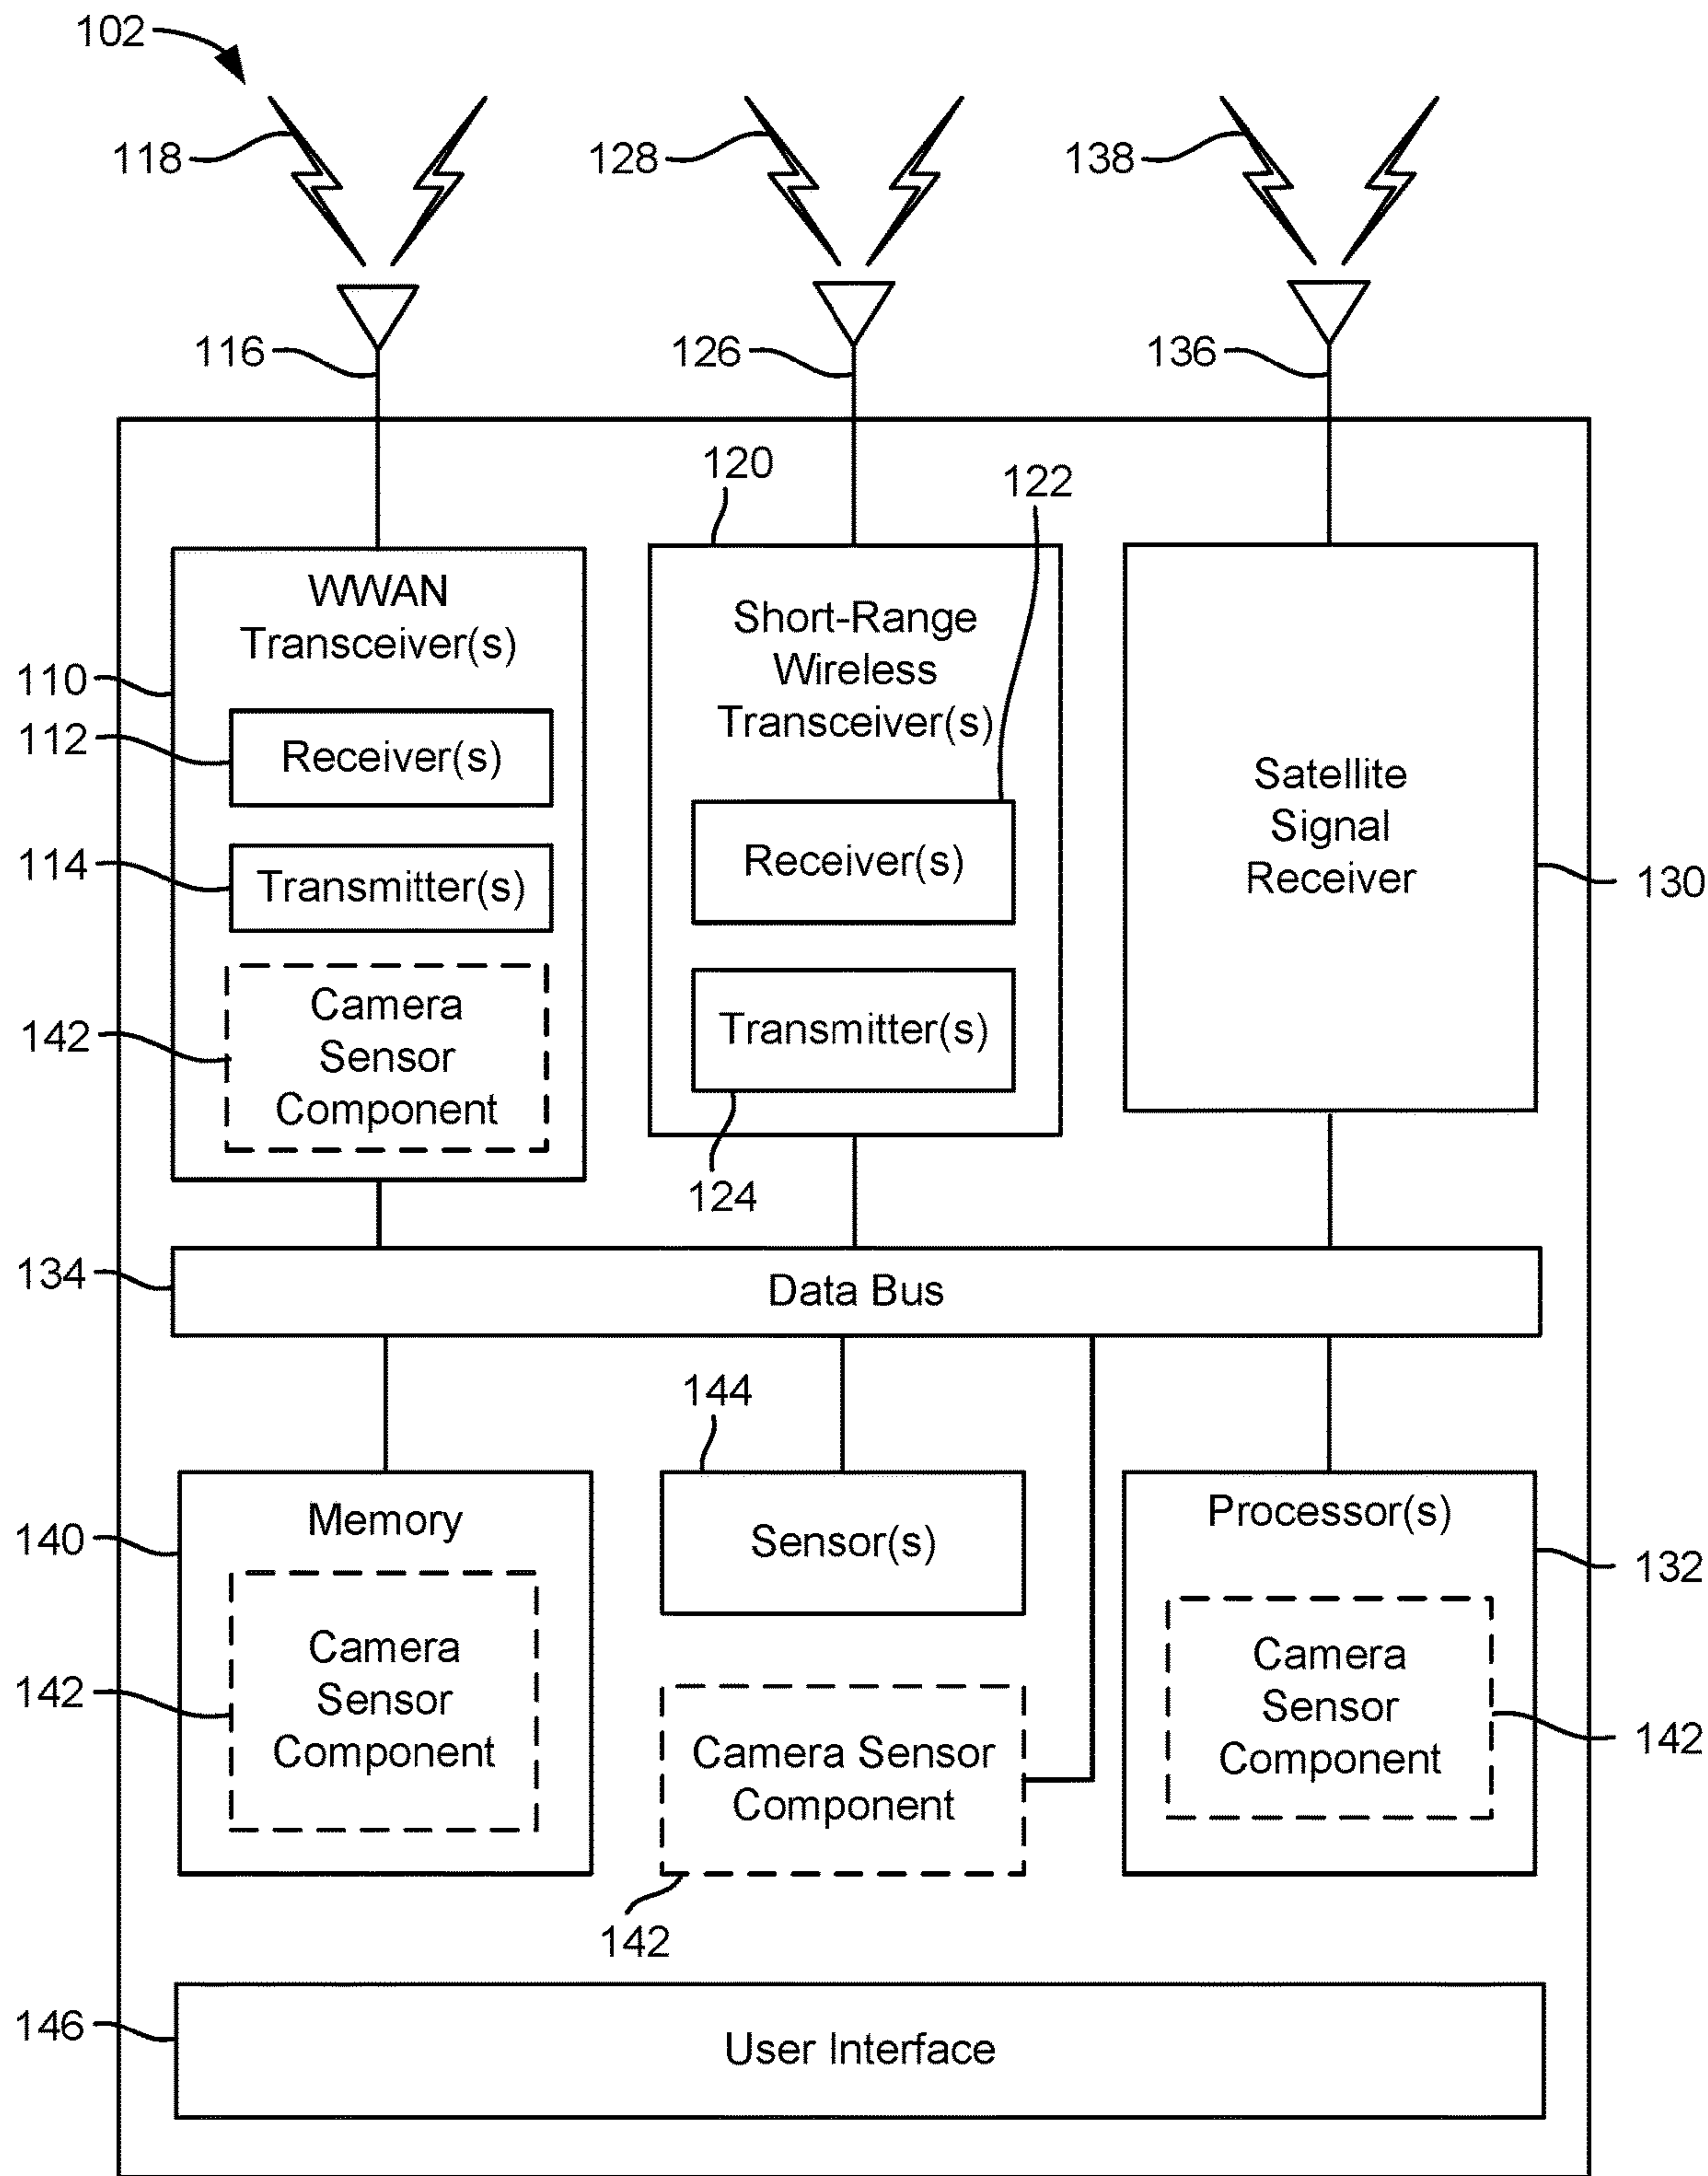 102
118
128
138
116
126
136
120
122
WWAN
Transceiver(s)
110
112
Receiver(s)
114
Transmitter(s)
142
Camera
Sensor
Component
Short-Range
Wireless
Transceiver(s)
Receiver(s)
Transmitter(s)
124
Satellite
Signal
Receiver
130
134
Data Bus
144
140
Memory
142
Camera
Sensor
Component
Sensor(s)
Camera Sensor
Component
142
Processor(s)
132
Camera
Sensor
Component
142
146
User Interface